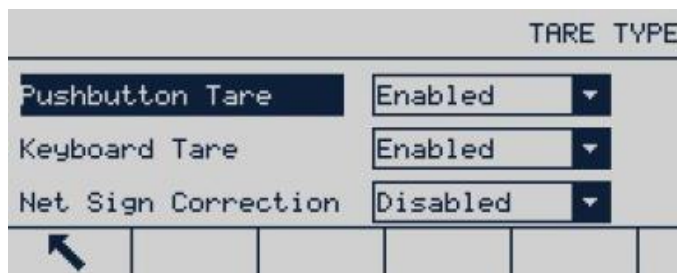 TARE TYPE
Pushbutton Tare Enabled
Keyboard Tare Enabled
Net Sign Correction Disabled